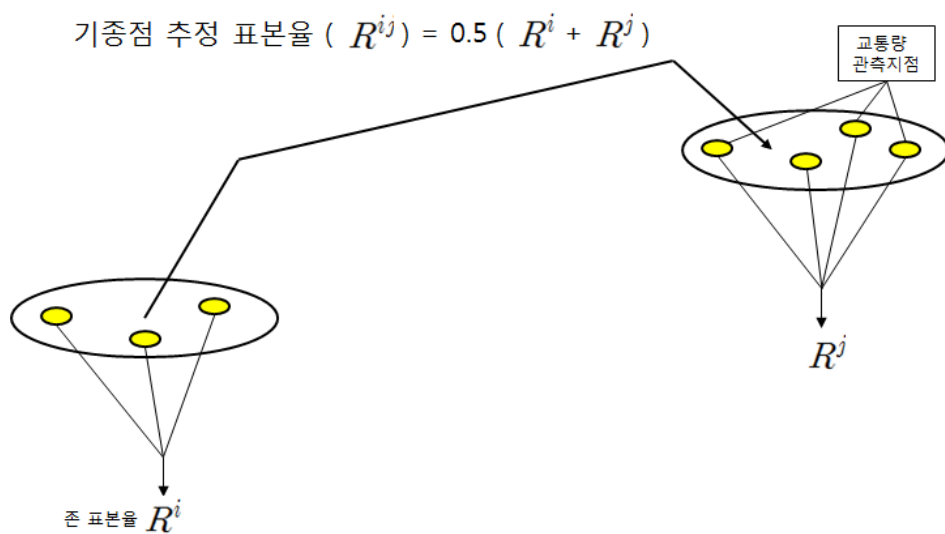 기종점 추정 표본율 ( R^{ij} ) = 0.5 ( R^{i} + R^{j} )
교통량
관측지점
R^{j}
존 표본율 R^{i}